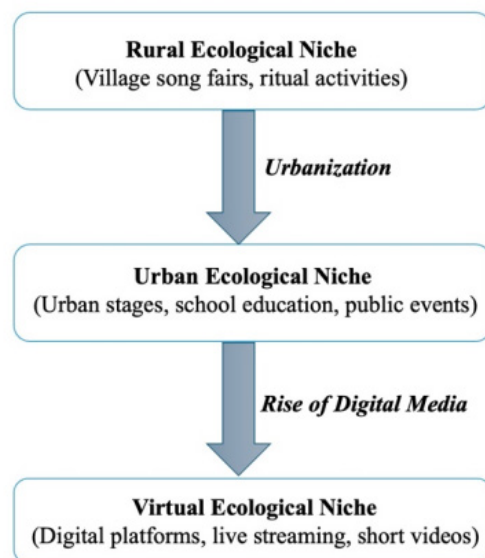 Rural Ecological Niche
(Village song fairs, ritual activities)
Urbanization
Urban Ecological Niche
(Urban stages, school education, public events)
Rise of Digital Media
Virtual Ecological Niche
(Digital platforms, live streaming, short videos)